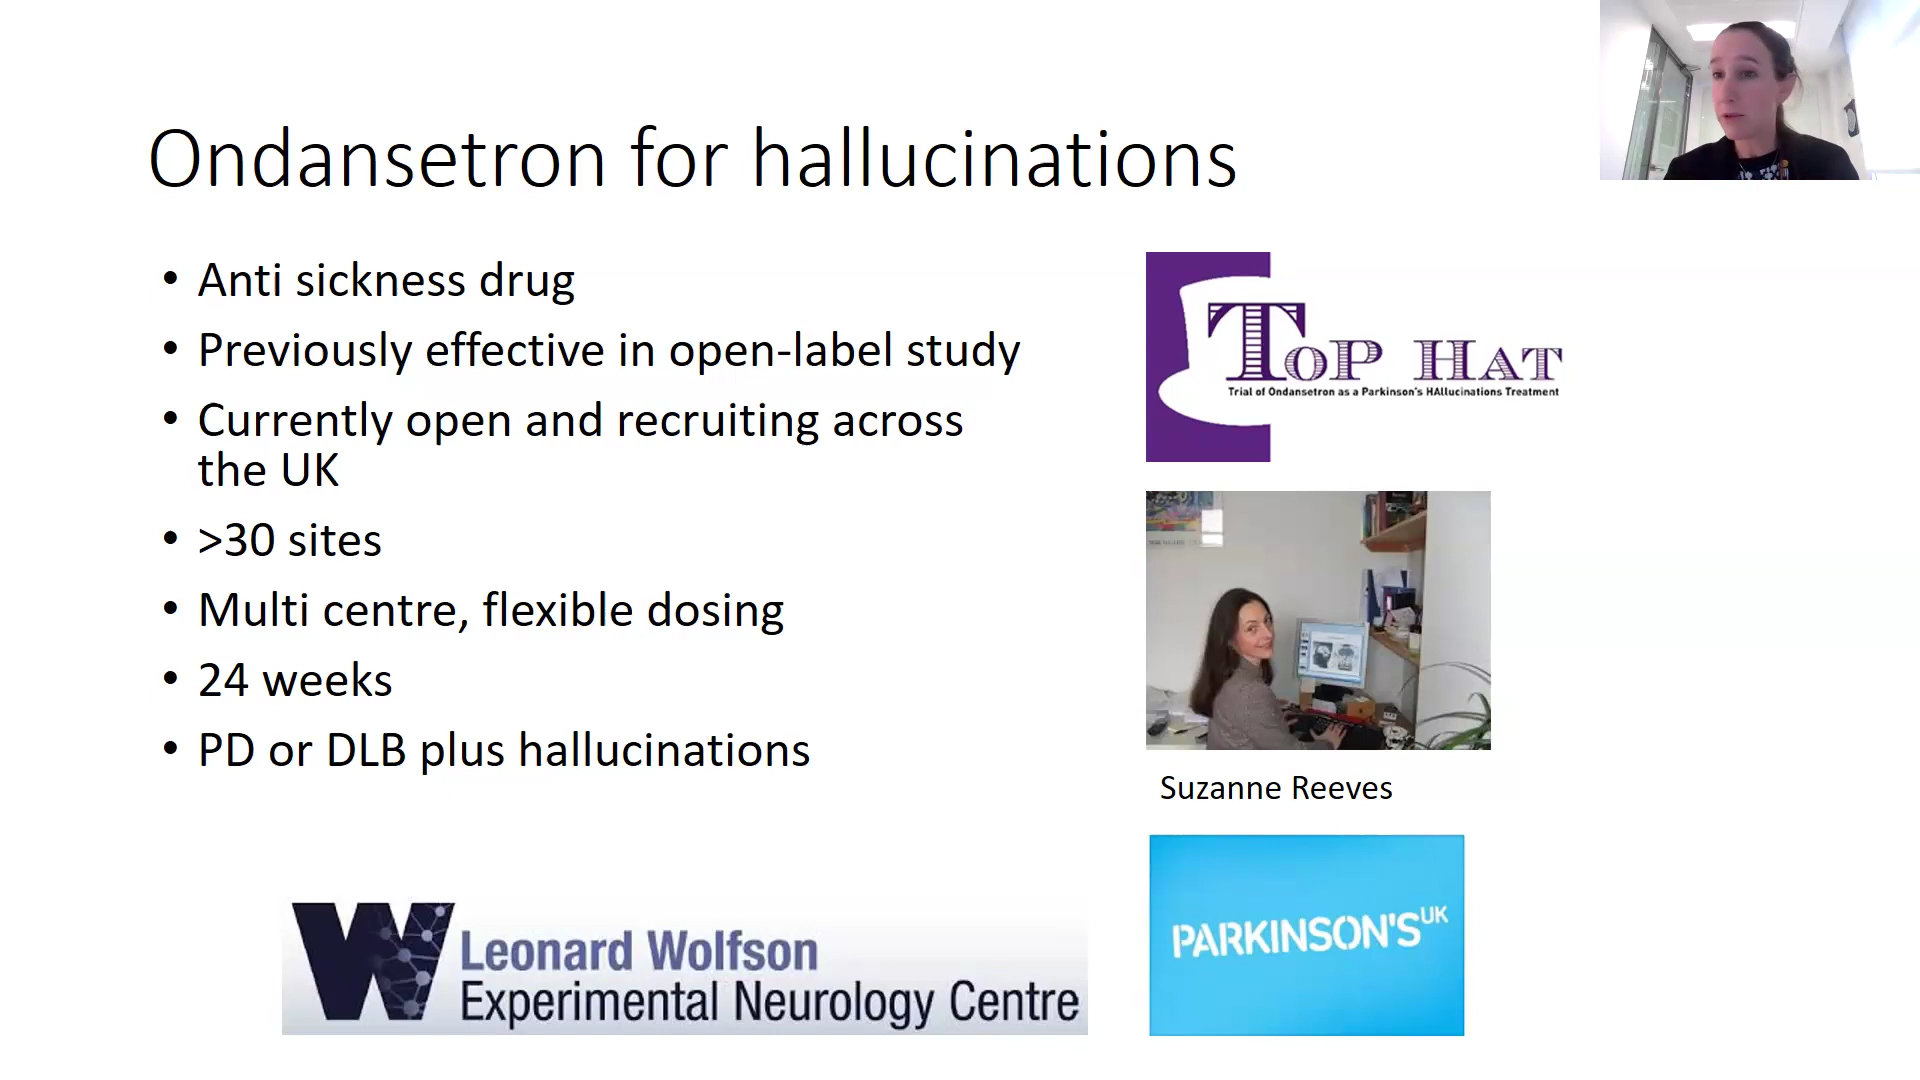 Ondansetron for hallucinations
• Anti sickness drug
• Previously effective in open-label study
• Currently open and recruiting across
the UK
• >30 sites
• Multi centre, flexible dosing
• 24 weeks
• PD or DLB plus hallucinations
TOP HAT
Trial of Ondansetron as a Parkinson's HAllucinations Treatment
Suzanne Reeves
PARKINSON'S UK
W Leonard Wolfson
Experimental Neurology Centre